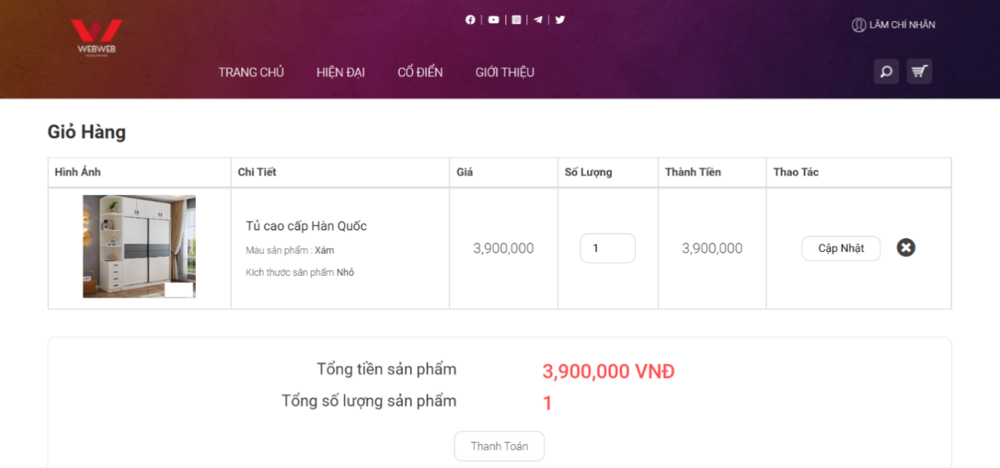 LÂM CHÍ NHÂN
WEBWEB
TRANG CHỦ HIỆN ĐẠI CỔ ĐIỂN GIỚI THIỆU
Giỏ Hàng
Hình Ảnh Chi Tiết Giá Số Lượng Thành Tiền Thao Tác
Tủ cao cấp Hàn Quốc
Màu sản phẩm : Xám
Kích thước sản phẩm Nhỏ
3,900,000 1 3,900,000 Cập Nhật
Tổng tiền sản phẩm 3,900,000 VNĐ
Tổng số lượng sản phẩm 1
Thanh Toán